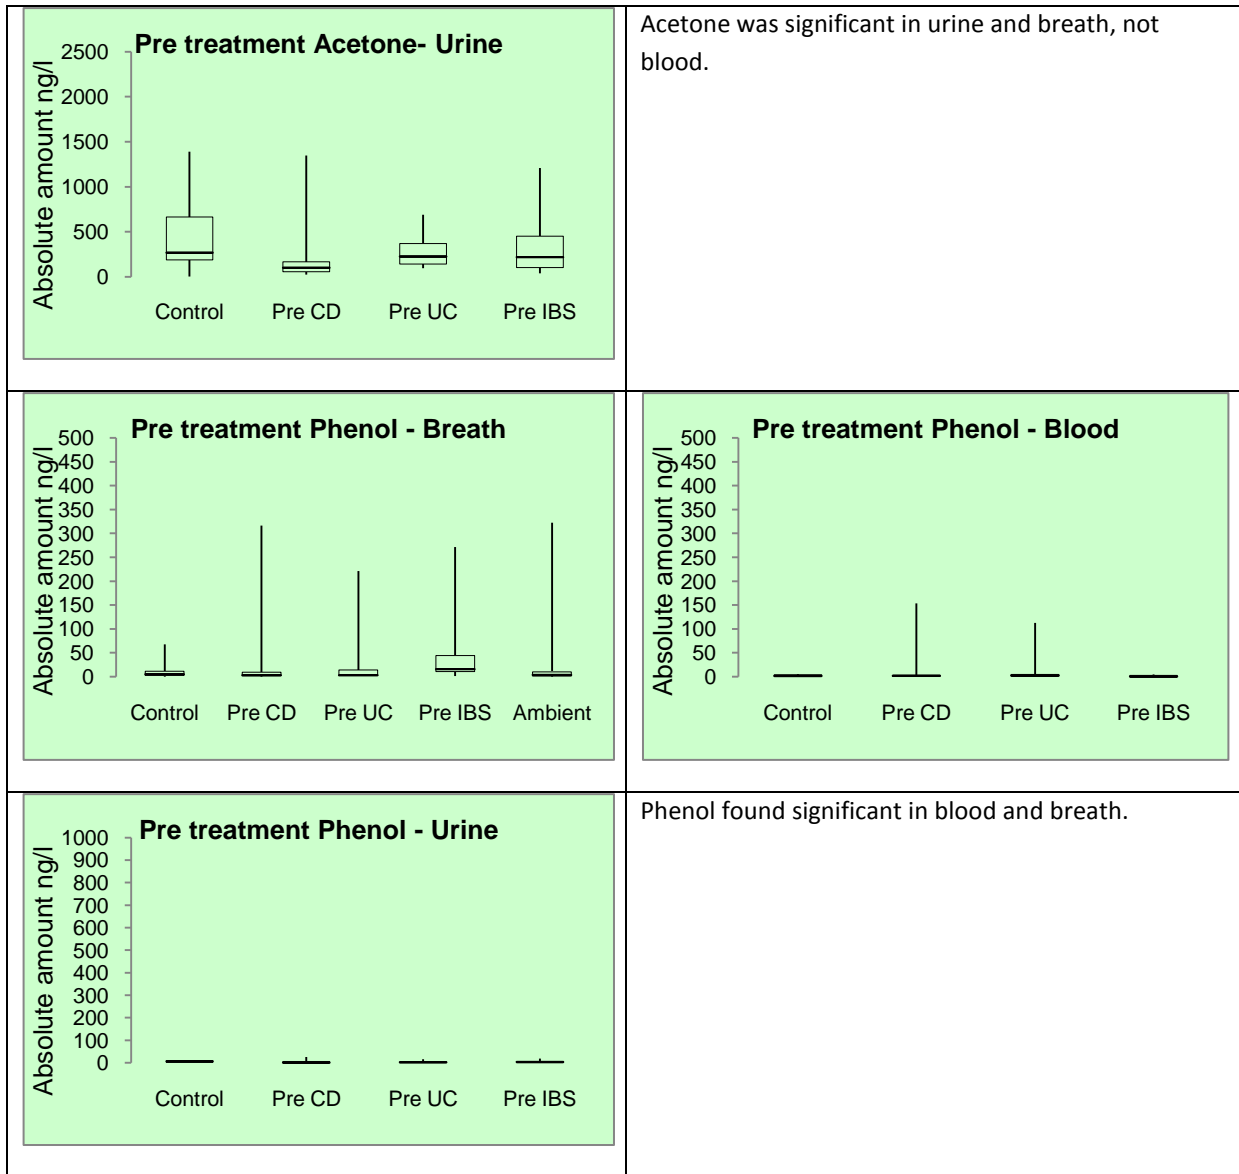 Pre treatment Acetone- Urine
Absolute amount ng/l
2500
2000
1500
1000
500
0
Control Pre CD Pre UC Pre IBS
Acetone was significant in urine and breath, not
blood.
Pre treatment Phenol - Breath
Absolute amount ng/l
500
450
400
350
300
250
200
150
100
50
0
Control Pre CD Pre UC Pre IBS Ambient
Pre treatment Phenol - Blood
Absolute amount ng/l
500
450
400
350
300
250
200
150
100
50
0
Control Pre CD Pre UC Pre IBS
Pre treatment Phenol - Urine
Absolute amount ng/l
1000
900
800
700
600
500
400
300
200
100
0
Control Pre CD Pre UC Pre IBS
Phenol found significant in blood and breath.